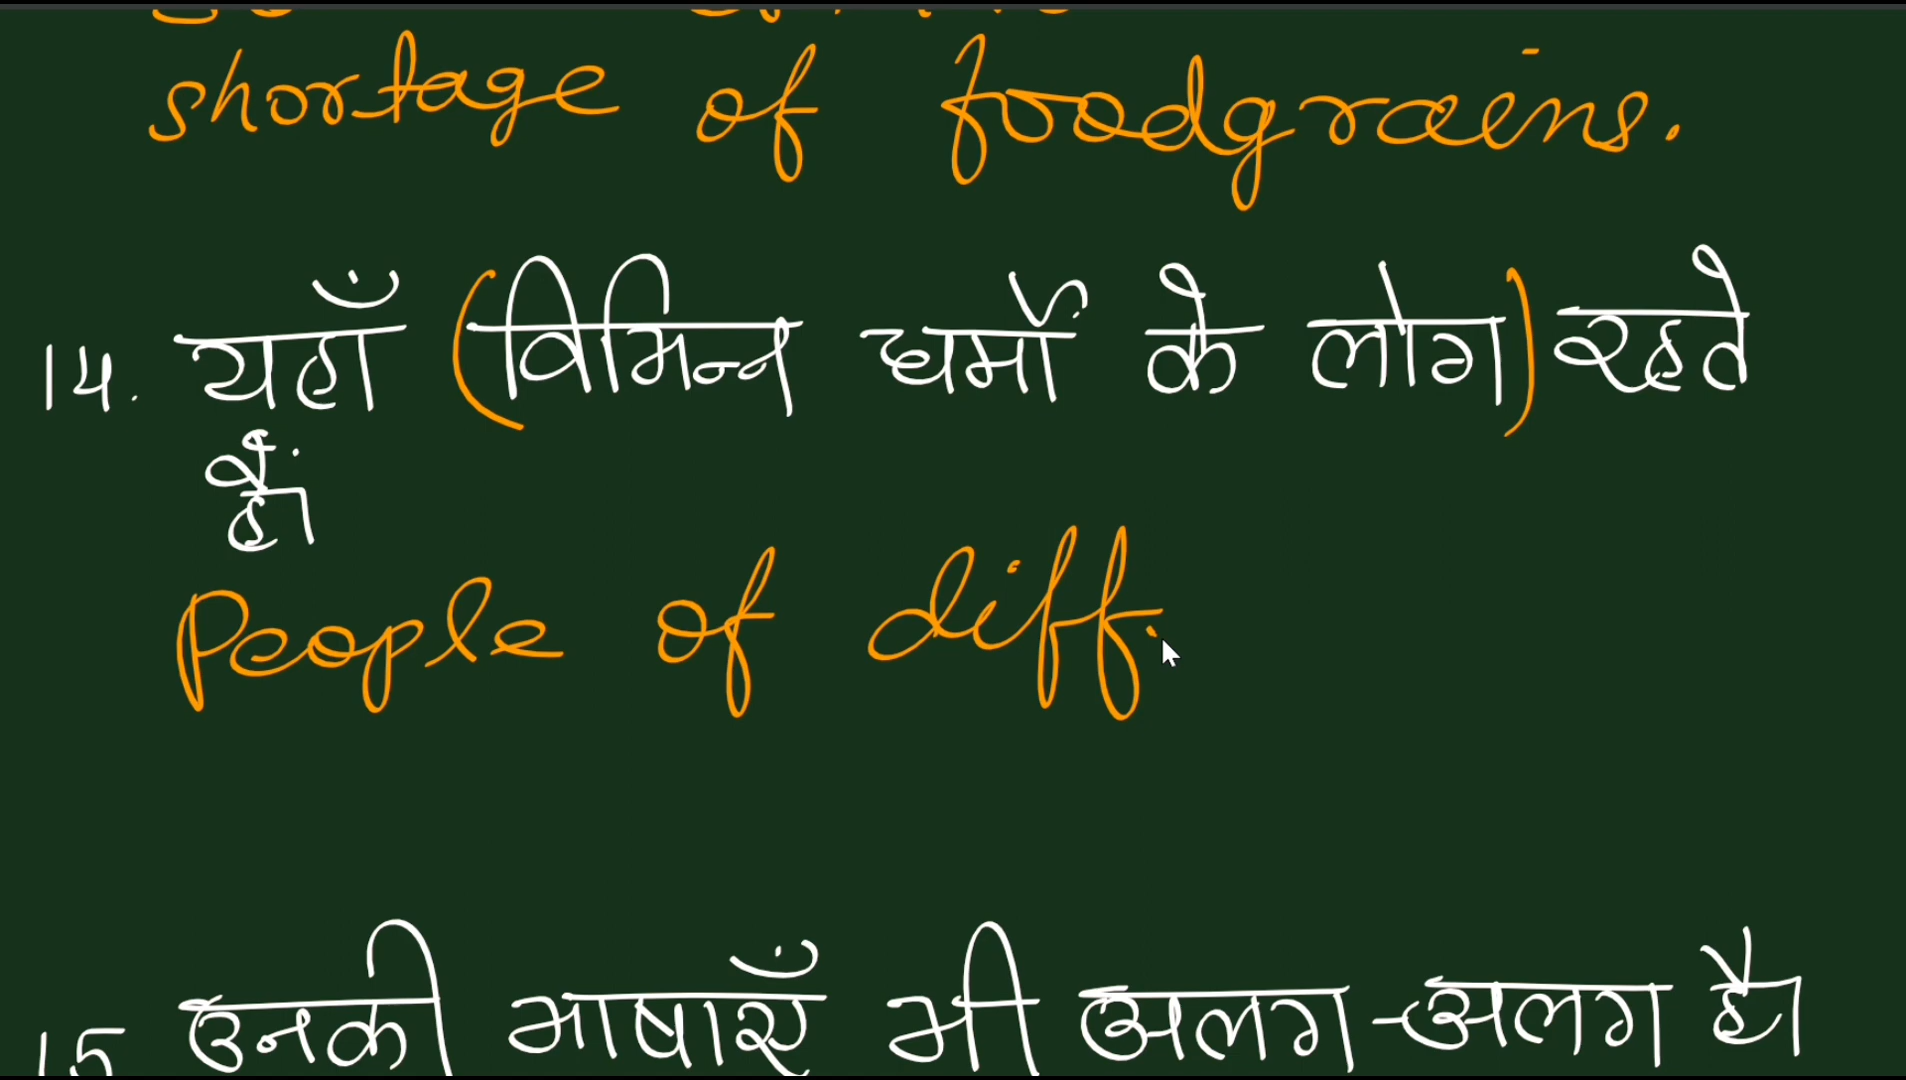 shortage of foodgrains.
14. यहाँ (विभिन्न धर्मों के लोग) रहते
हैं।
People of diff.
15 उनकी भाषाएँ भी अलग-अलग है।